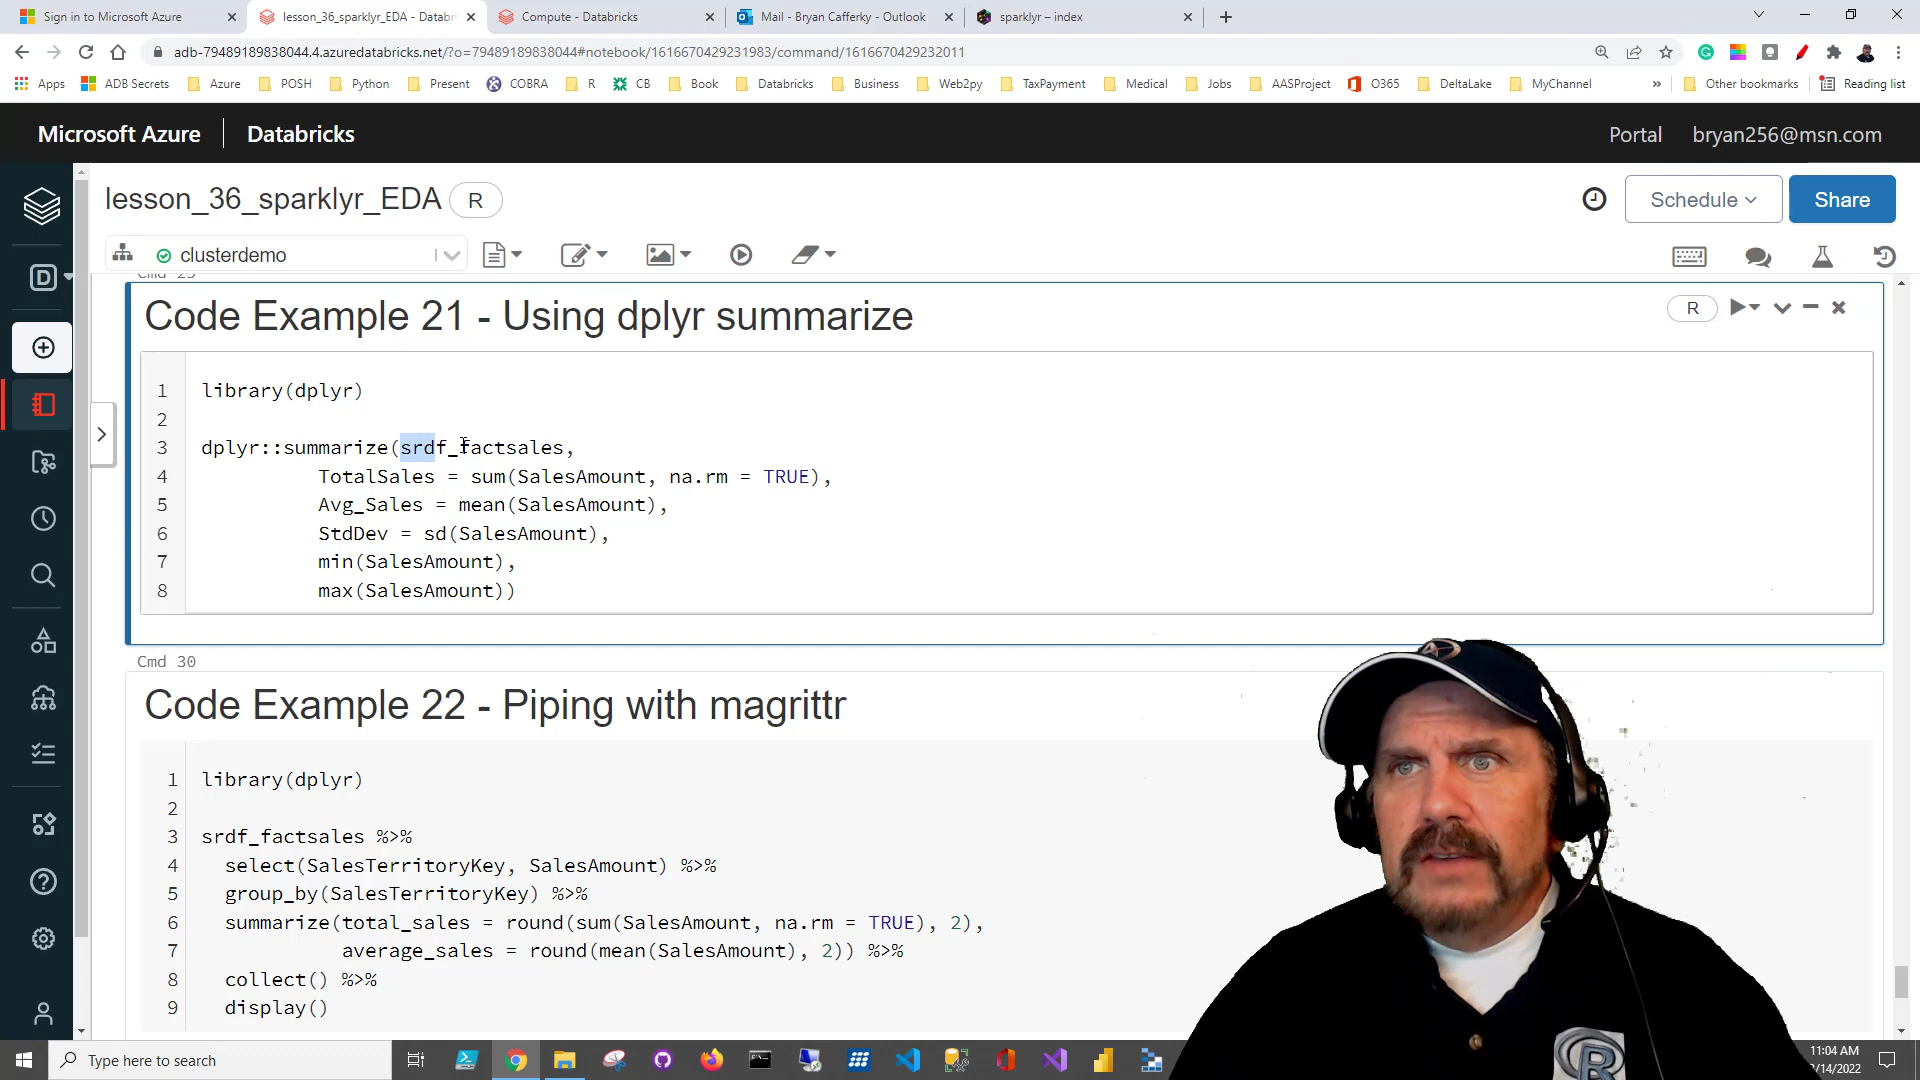 Sign in to Microsoft Azure
lesson_36_sparklyr_EDA - Databr
Compute - Databricks
Mail - Bryan Cafferky - Outlook
sparklyr – index
adb-79489189838044.4.azuredatabricks.net/?o=79489189838044#notebook/1616670429231983/command/1616670429232011
Apps
ADB Secrets
Azure
POSH
Python
Present
COBRA
R
CB
Book
Databricks
Business
Web2py
TaxPayment
Medical
Jobs
AASProject
O365
DeltaLake
MyChannel
»
Other bookmarks
Reading list
Microsoft Azure
Databricks
Portal
bryan256@msn.com
lesson_36_sparklyr_EDA
R
Schedule
Share
clusterdemo
D
Code Example 21 - Using dplyr summarize
R
1 library(dplyr)
2
3 dplyr::summarize(srdf_factsales,
4 TotalSales = sum(SalesAmount, na.rm = TRUE),
5 Avg_Sales = mean(SalesAmount),
6 StdDev = sd(SalesAmount),
7 min(SalesAmount),
8 max(SalesAmount))
Cmd 30
Code Example 22 - Piping with magrittr
1 library(dplyr)
2
3 srdf_factsales %>%
4 select(SalesTerritoryKey, SalesAmount) %>%
5 group_by(SalesTerritoryKey) %>%
6 summarize(total_sales = round(sum(SalesAmount, na.rm = TRUE), 2),
7 average_sales = round(mean(SalesAmount), 2)) %>%
8 collect() %>%
9 display()
R
Type here to search
11:04 AM